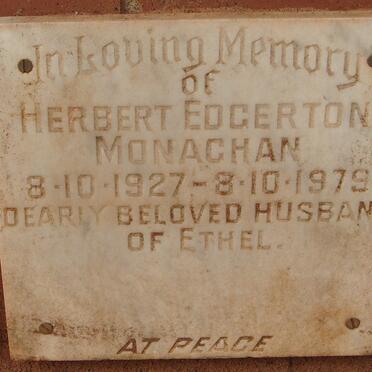 In Loving Memory
OF
HERBERT EDGERTON
MONAGHAN
8·10·1927-8·10·1979
DEARLY BELOVED HUSBAN
OF ETHEL.
AT PEACE